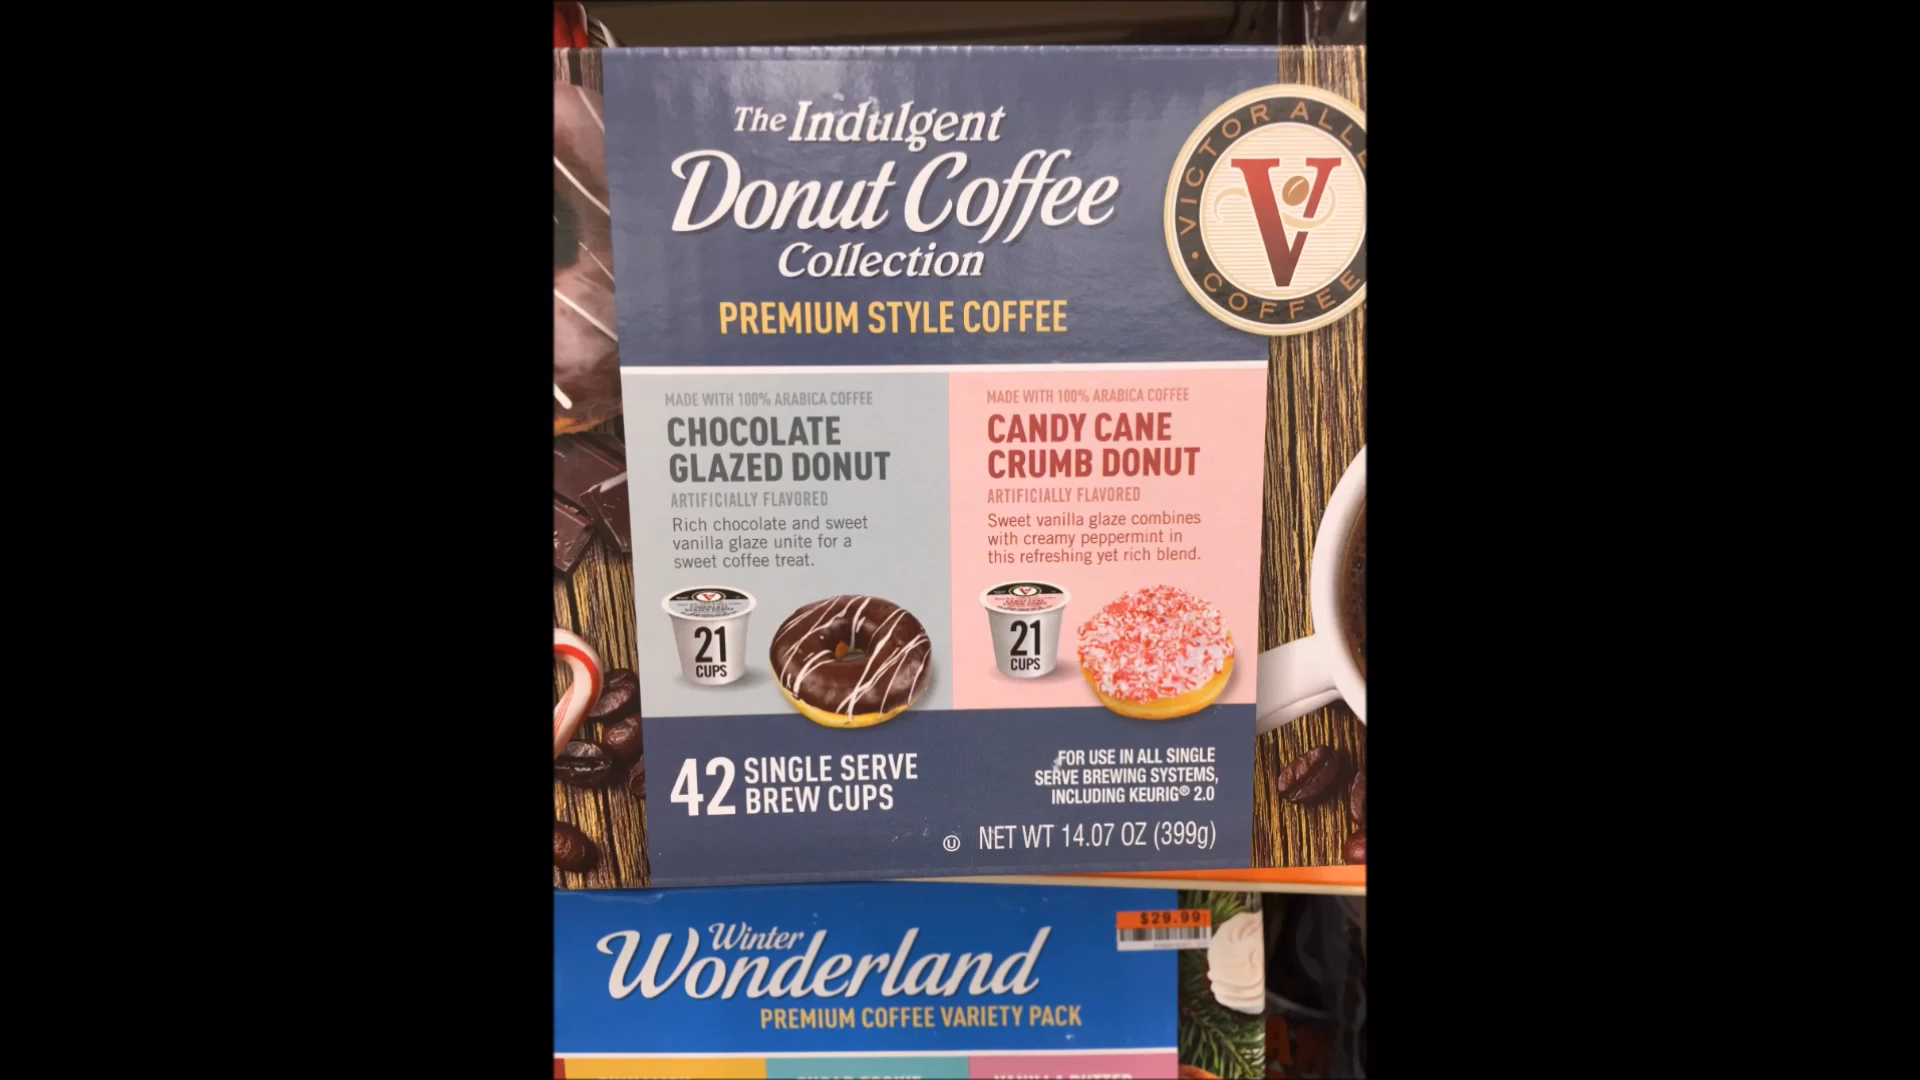 The Indulgent
Donut Coffee
Collection
PREMIUM STYLE COFFEE
VICTOR ALLE
V
COFFEE
MADE WITH 100% ARABICA COFFEE
CHOCOLATE
GLAZED DONUT
ARTIFICIALLY FLAVORED
Rich chocolate and sweet
vanilla glaze unite for a
sweet coffee treat.
21
CUPS
MADE WITH 100% ARABICA COFFEE
CANDY CANE
CRUMB DONUT
ARTIFICIALLY FLAVORED
Sweet vanilla glaze combines
with creamy peppermint in
this refreshing yet rich blend.
21
CUPS
42 SINGLE SERVE
BREW CUPS
FOR USE IN ALL SINGLE
SERVE BREWING SYSTEMS,
INCLUDING KEURIG® 2.0
U NET WT 14.07 OZ (399g)
$29.99
Winter
Wonderland
PREMIUM COFFEE VARIETY PACK